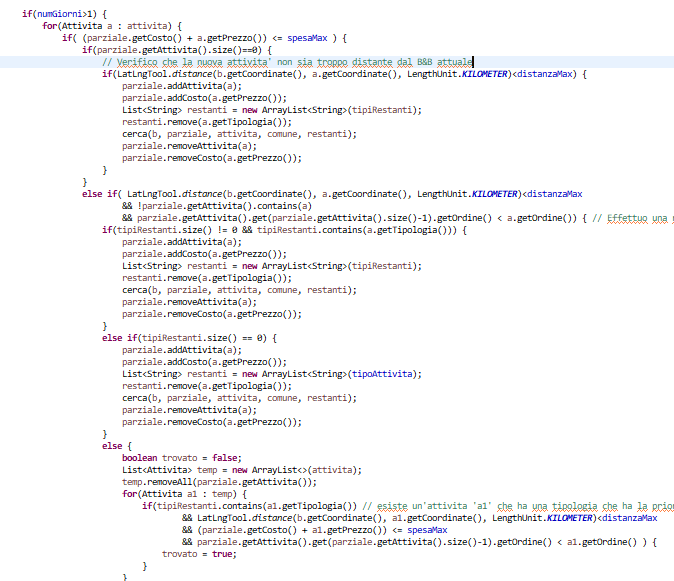 if(numGiorni>1) {
for(Attivita a : attivita) {
if( (parziale.getCosto() + a.getPrezzo()) <= spesaMax ) {
if(parziale.getAttivita().size()==0) {
// Verifico che la nuova attivita' non sia troppo distante dal B&B attuale
if(LatLngTool.distance(b.getCoordinate(), a.getCoordinate(), LengthUnit.KILOMETER)<distanzaMax) {
parziale.addAttivita(a);
parziale.addCosto(a.getPrezzo());
List<String> restanti = new ArrayList<String>(tipiRestanti);
restanti.remove(a.getTipologia());
cerca(b, parziale, attivita, comune, restanti);
parziale.removeAttivita(a);
parziale.removeCosto(a.getPrezzo());
}
}
else if( LatLngTool.distance(b.getCoordinate(), a.getCoordinate(), LengthUnit.KILOMETER)<distanzaMax
&& !parziale.getAttivita().contains(a)
&& parziale.getAttivita().get(parziale.getAttivita().size()-1).getOrdine() < a.getOrdine()) { // Effettuo una
if(tipiRestanti.size() != 0 && tipiRestanti.contains(a.getTipologia())) {
parziale.addAttivita(a);
parziale.addCosto(a.getPrezzo());
List<String> restanti = new ArrayList<String>(tipiRestanti);
restanti.remove(a.getTipologia());
cerca(b, parziale, attivita, comune, restanti);
parziale.removeAttivita(a);
parziale.removeCosto(a.getPrezzo());
}
else if(tipiRestanti.size() == 0) {
parziale.addAttivita(a);
parziale.addCosto(a.getPrezzo());
List<String> restanti = new ArrayList<String>(tipoAttivita);
restanti.remove(a.getTipologia());
cerca(b, parziale, attivita, comune, restanti);
parziale.removeAttivita(a);
parziale.removeCosto(a.getPrezzo());
}
else {
boolean trovato = false;
List<Attivita> temp = new ArrayList<>(attivita);
temp.removeAll(parziale.getAttivita());
for(Attivita a1 : temp) {
if(tipiRestanti.contains(a1.getTipologia()) // esiste un'attivita 'a1' che ha una tipologia che ha la prio
&& LatLngTool.distance(b.getCoordinate(), a1.getCoordinate(), LengthUnit.KILOMETER)<distanzaMax
&& (parziale.getCosto() + a1.getPrezzo()) <= spesaMax
&& parziale.getAttivita().get(parziale.getAttivita().size()-1).getOrdine() < a1.getOrdine() ) {
trovato = true;
}
}